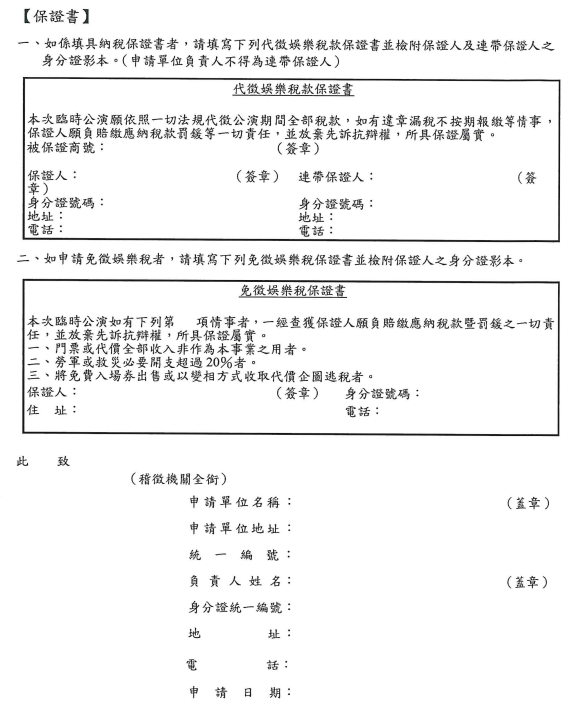 【保證書】
一、如係填具納稅保證書者，請填寫下列代徵娛樂稅款保證書並檢附保證人及連帶保證人之
身分證影本。(申請單位負責人不得為連帶保證人)
代徵娛樂稅款保證書
本次臨時公演願依照一切法規代徵公演期間全部稅款，如有違章漏稅不按期報繳等情事，
保證人願負賠繳應納稅款罰鍰等一切責任，並放棄先訴抗辯權，所具保證屬實。
被保證商號： (簽章)
保證人： (簽章) 連帶保證人： (簽
章)
身分證號碼： 身分證號碼：
地址： 地址：
電話： 電話：
二、如申請免徵娛樂稅者，請填寫下列免徵娛樂稅保證書並檢附保證人之身分證影本。
免徵娛樂稅保證書
本次臨時公演如有下列第 項情事者，一經查獲保證人願負賠繳應納稅款暨罰鍰之一切責
任，並放棄先訴抗辯權，所具保證屬實。
一、門票或代價全部收入非作為本事業之用者。
二、勞軍或救災必要開支超過20%者。
三、將免費入場券出售或以變相方式收取代價企圖逃稅者。
保證人： (簽章) 身分證號碼：
住 址： 電話：
此 致
(稽徵機關全銜)
申請單位名稱： (蓋章)
申請單位地址：
統 一 編 號：
負 責 人 姓 名： (蓋章)
身分證統一編號：
地 址：
電 話：
申 請 日 期：